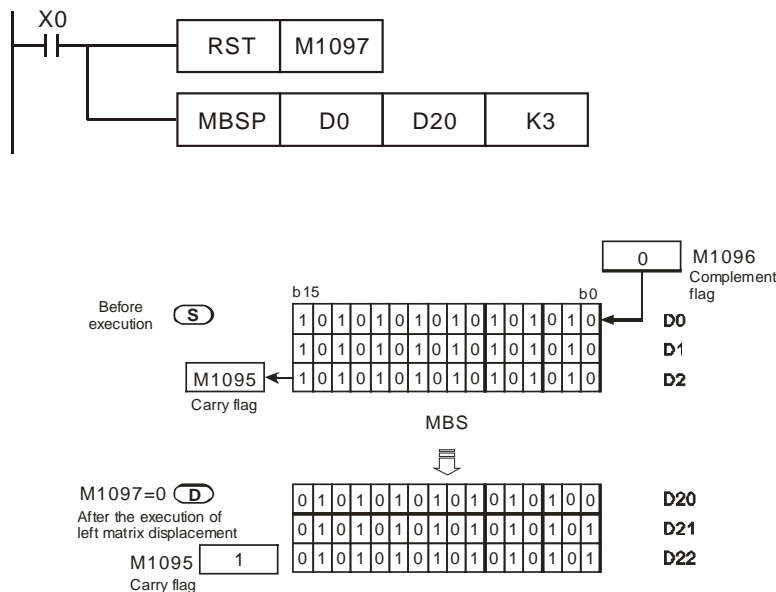 X0
RST M1097
MBSP D0 D20 K3
0 M1096
Complement
flag
b15 b0
Before
execution S
1 0 1 0 1 0 1 0 1 0 1 0 1 0 1 0 D0
1 0 1 0 1 0 1 0 1 0 1 0 1 0 1 0 D1
M1095 1 0 1 0 1 0 1 0 1 0 1 0 1 0 1 0 D2
Carry flag
MBS
M1097=0 D
After the execution of
left matrix displacement
0 1 0 1 0 1 0 1 0 1 0 1 0 1 0 0 D20
0 1 0 1 0 1 0 1 0 1 0 1 0 1 0 1 D21
M1095 1 0 1 0 1 0 1 0 1 0 1 0 1 0 1 0 1 D22
Carry flag